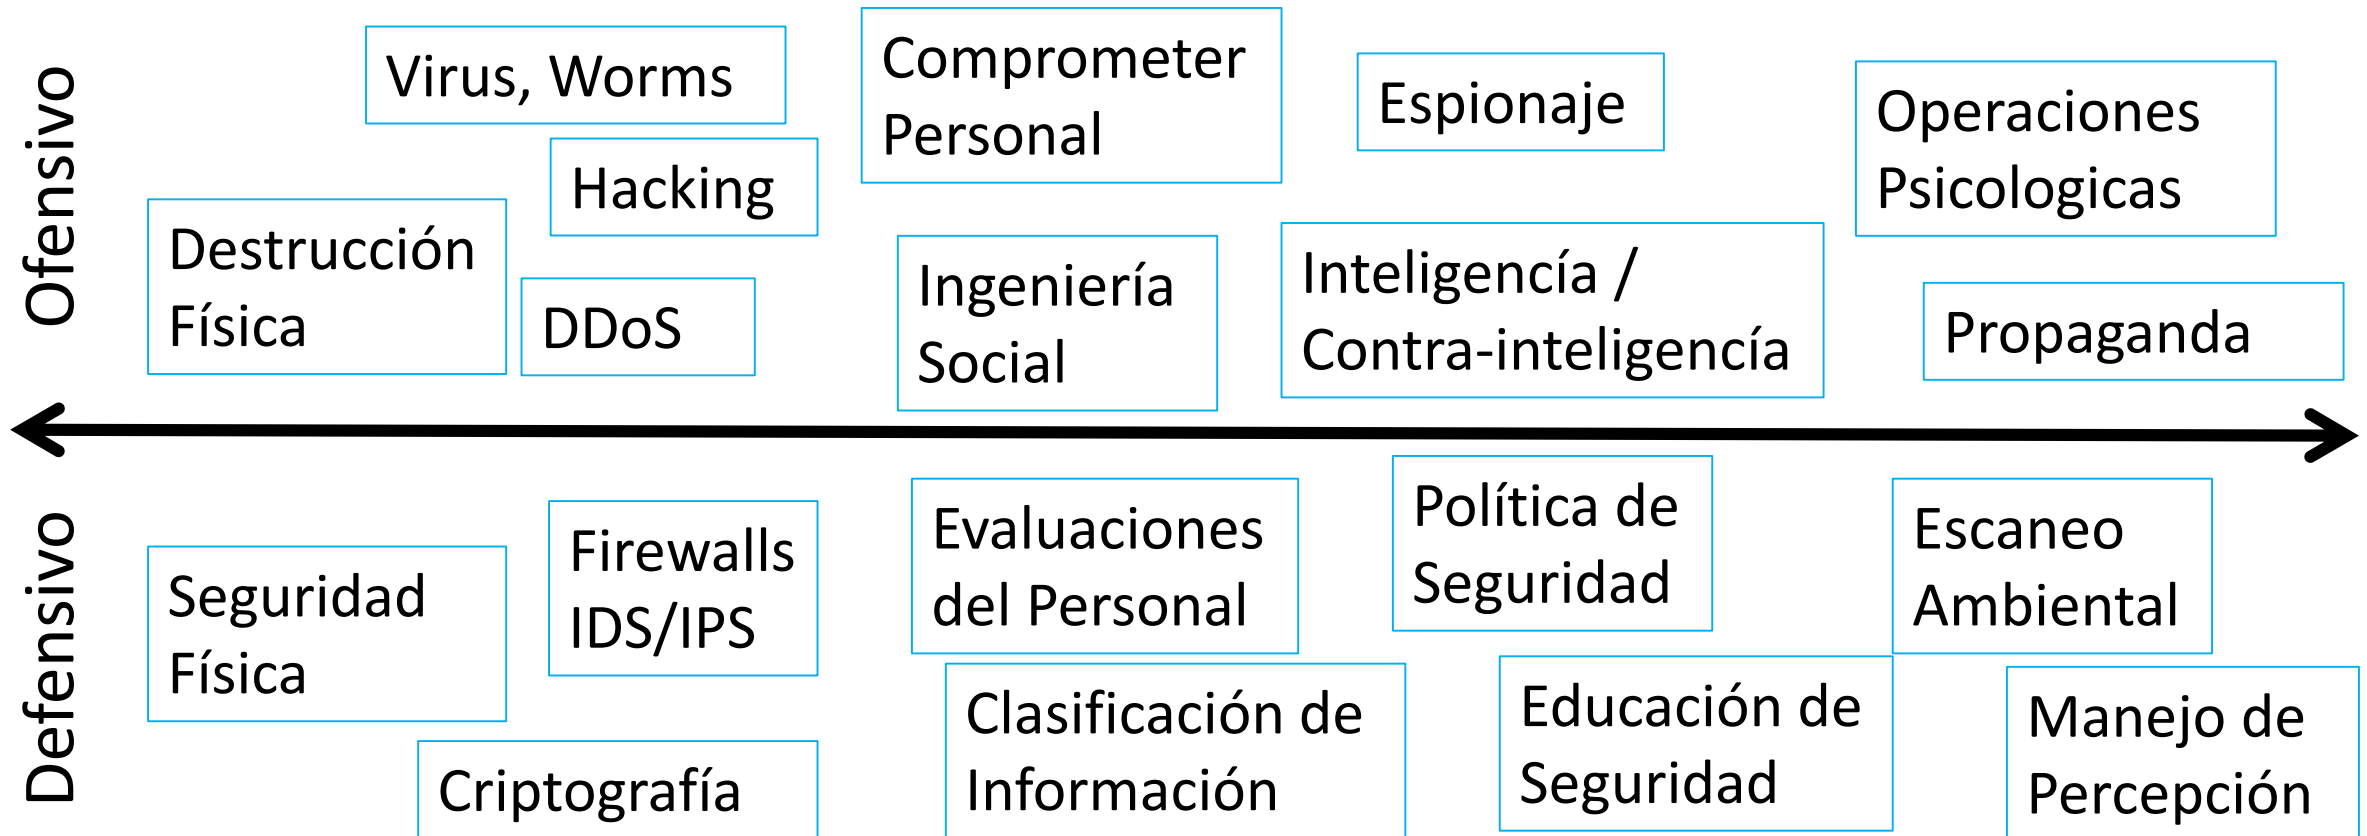 Ofensivo
Virus, Worms
Hacking
Destrucción
Física
DDoS
Comprometer
Personal
Ingeniería
Social
Espionaje
Inteligencía /
Contra-inteligencía
Operaciones
Psicologicas
Propaganda
Defensivo
Seguridad
Física
Firewalls
IDS/IPS
Criptografía
Evaluaciones
del Personal
Clasificación de
Información
Política de
Seguridad
Educación de
Seguridad
Escaneo
Ambiental
Manejo de
Percepción